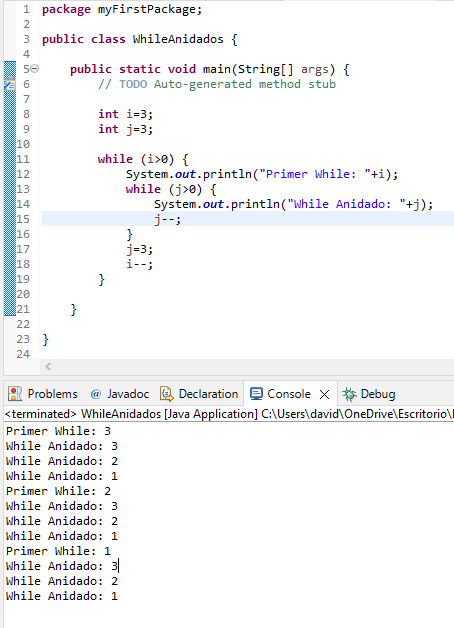 1 package myFirstPackage;
2
3 public class WhileAnidados {
4
5     public static void main(String[] args) {
6         // TODO Auto-generated method stub
7
8         int i=3;
9         int j=3;
10
11         while (i>0) {
12             System.out.println("Primer While: "+i);
13             while (j>0) {
14                 System.out.println("While Anidado: "+j);
15                 j--;
16             }
17             j=3;
18             i--;
19         }
20
21     }
22
23 }
24
Problems @ Javadoc Declaration Console Debug
<terminated> WhileAnidados [Java Application] C:\Users\david\OneDrive\Escritorio\
Primer While: 3
While Anidado: 3
While Anidado: 2
While Anidado: 1
Primer While: 2
While Anidado: 3
While Anidado: 2
While Anidado: 1
Primer While: 1
While Anidado: 3
While Anidado: 2
While Anidado: 1